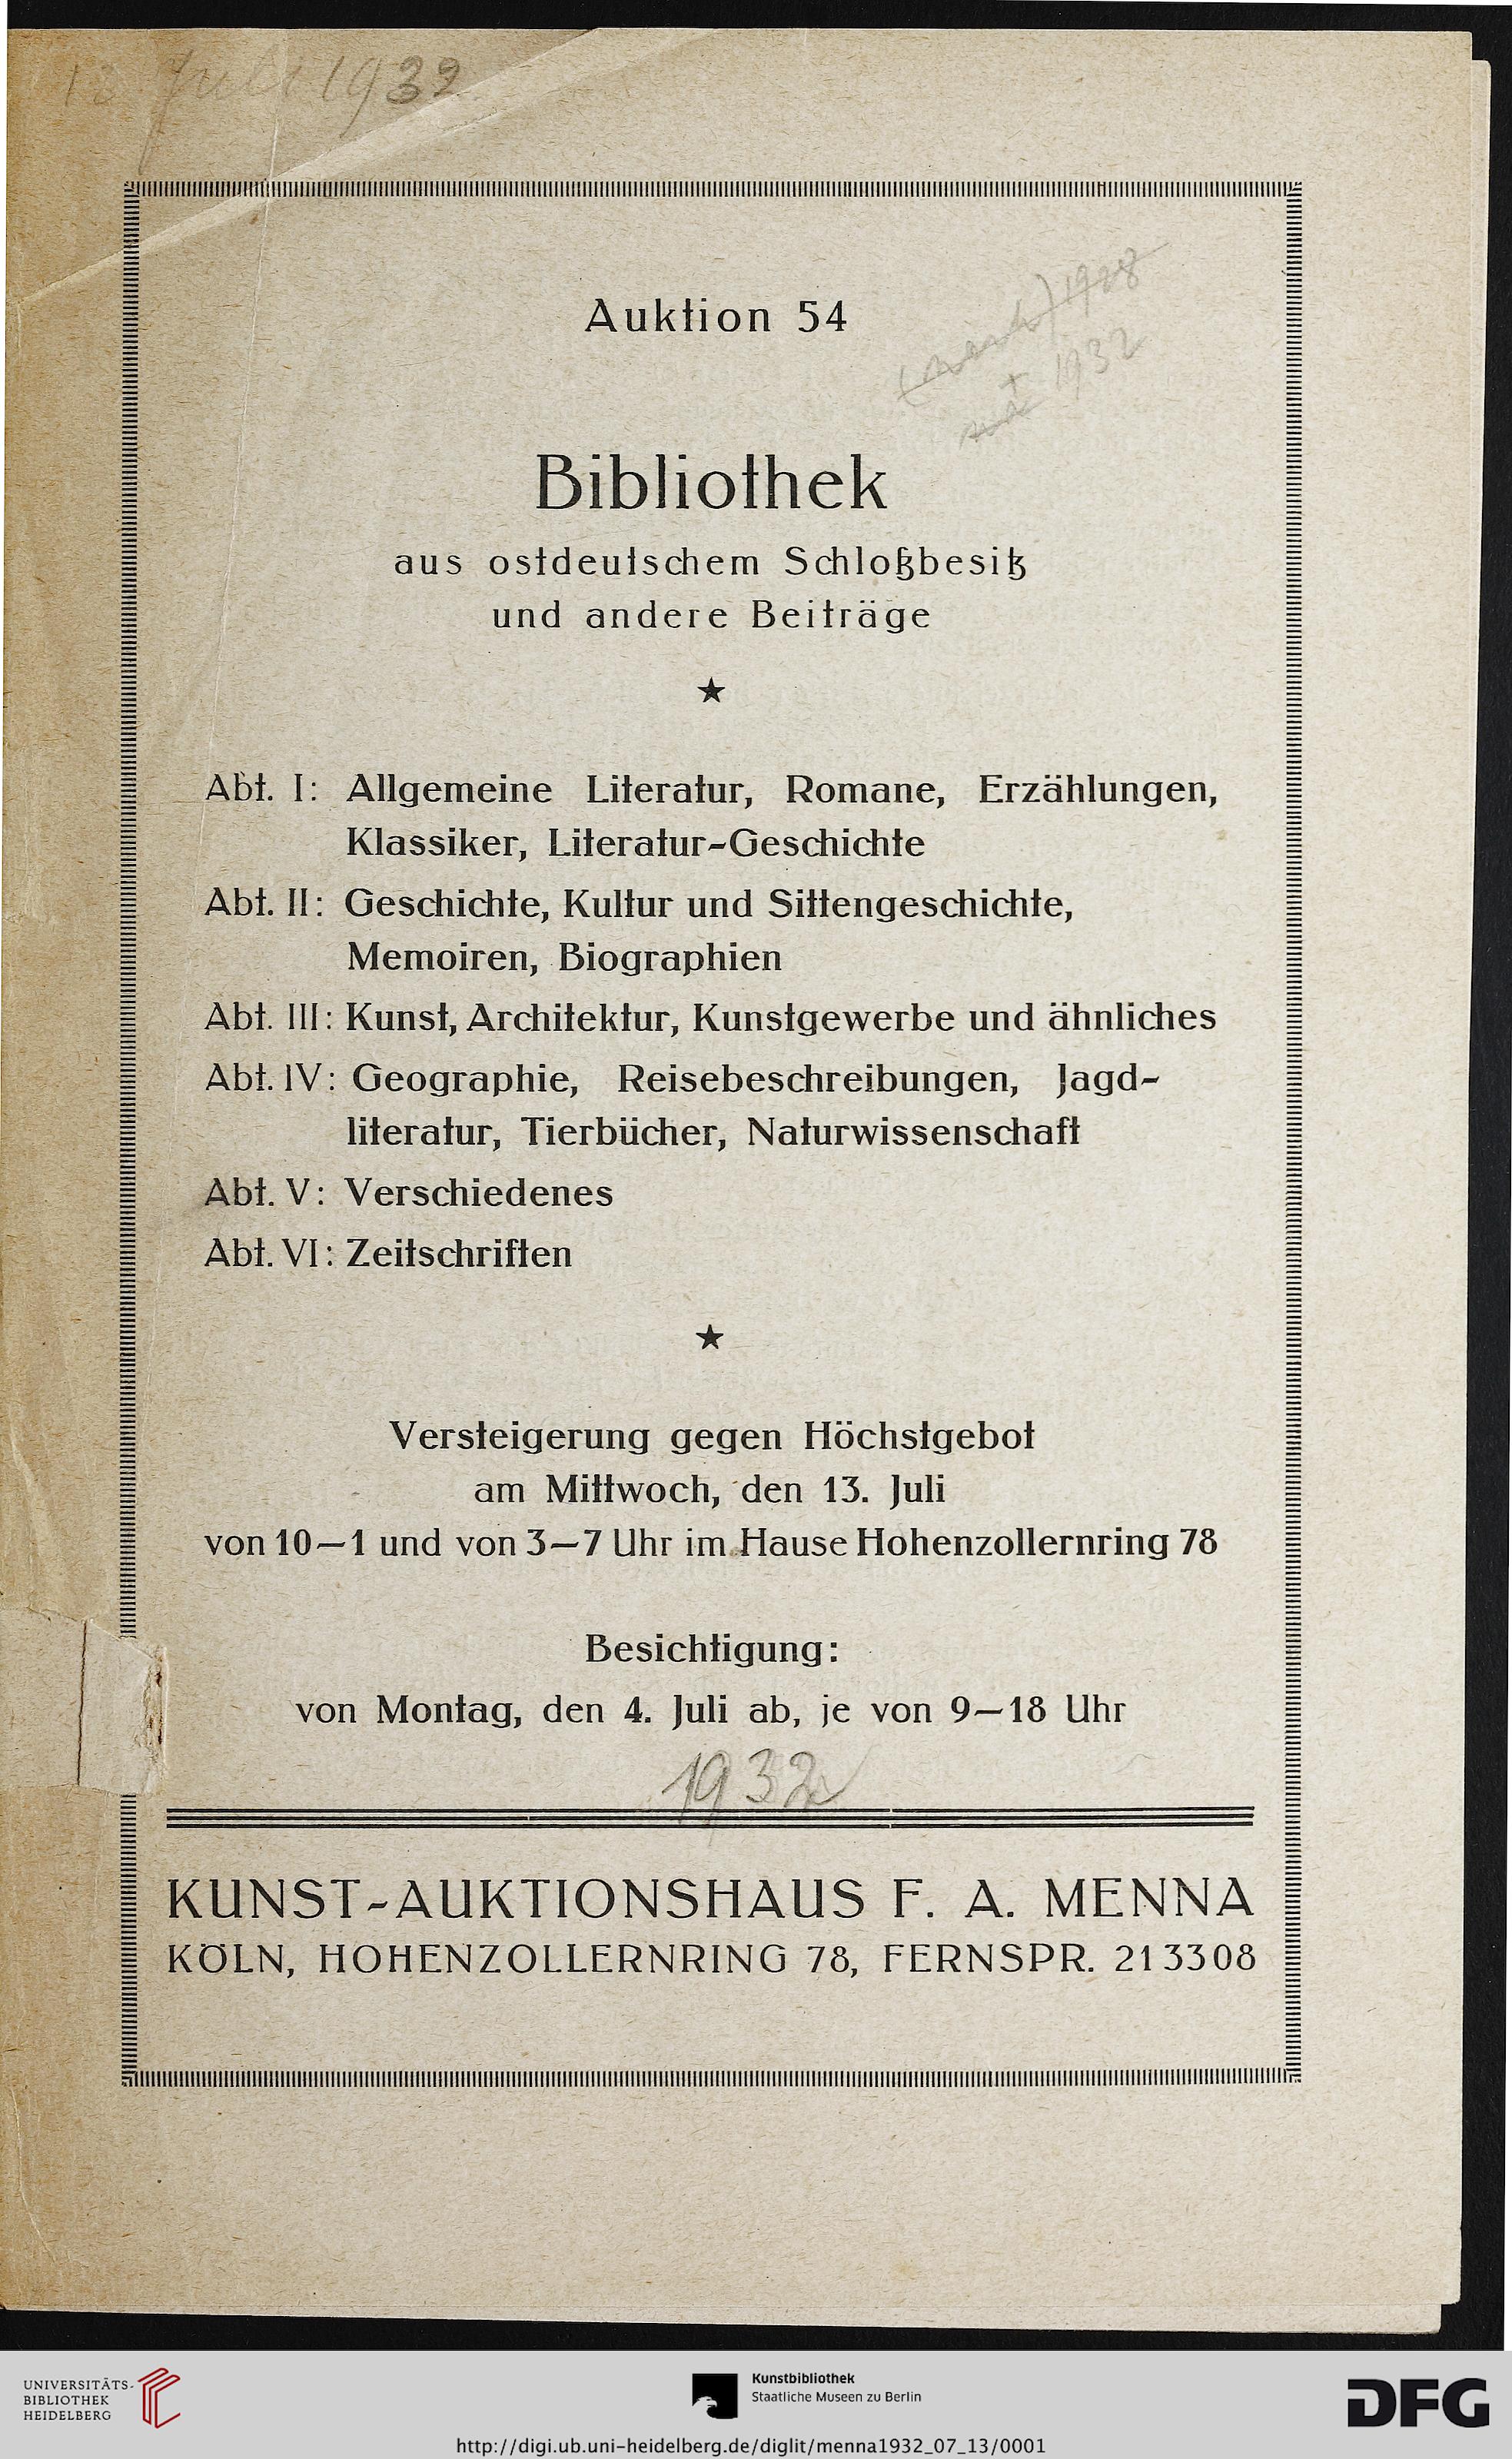 Juli 1932
Auktion 54
(nach) 1928
1932
Bibliothek
aus ostdeutschem Schloßbesitz
und andere Beiträge
★
Abt. I: Allgemeine Literatur, Romane, Erzählungen,
Klassiker, Literatur-Geschichte
Abt. II: Geschichte, Kultur und Sittengeschichte,
Memoiren, Biographien
Abt. III: Kunst, Architektur, Kunstgewerbe und ähnliches
Abt. IV: Geographie, Reisebeschreibungen, Jagd-
literatur, Tierbücher, Naturwissenschaft
Abt. V: Verschiedenes
Abt. VI: Zeitschriften
★
Versteigerung gegen Höchstgebot
am Mittwoch, den 13. Juli
von 10—1 und von 3—7 Uhr im Hause Hohenzollernring 78
Besichtigung:
von Montag, den 4. Juli ab, je von 9—18 Uhr
1932
KUNST-AUKTIONSHAUS F. A. MENNA
KÖLN, HOHENZOLLERNRING 78, FERNSPR. 213308
UNIVERSITÄTS-
BIBLIOTHEK
HEIDELBERG
Kunstbibliothek
Staatliche Museen zu Berlin
DFG
http://digi.ub.uni-heidelberg.de/diglit/menna1932_07_13/0001